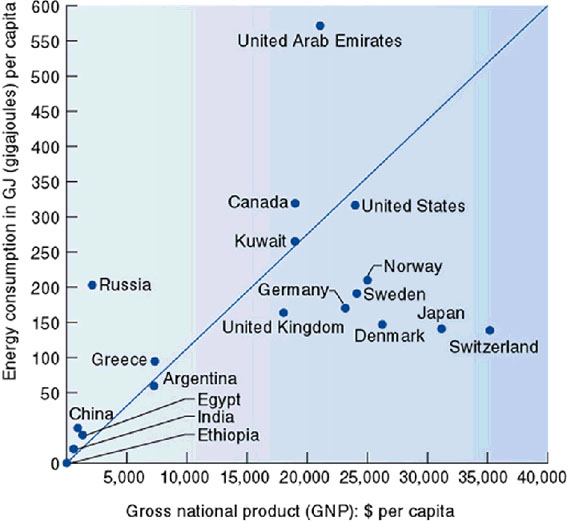 Energy consumption in GJ (gigajoules) per capita
600
550
500
450
400
350
300
250
200
150
100
50
0
United Arab Emirates
Canada
United States
Kuwait
Norway
Russia
Germany
Sweden
Japan
United Kingdom
Denmark
Switzerland
Greece
Argentina
Egypt
China
India
Ethiopia
5,000 10,000 15,000 20,000 25,000 30,000 35,000 40,000
Gross national product (GNP): $ per capita